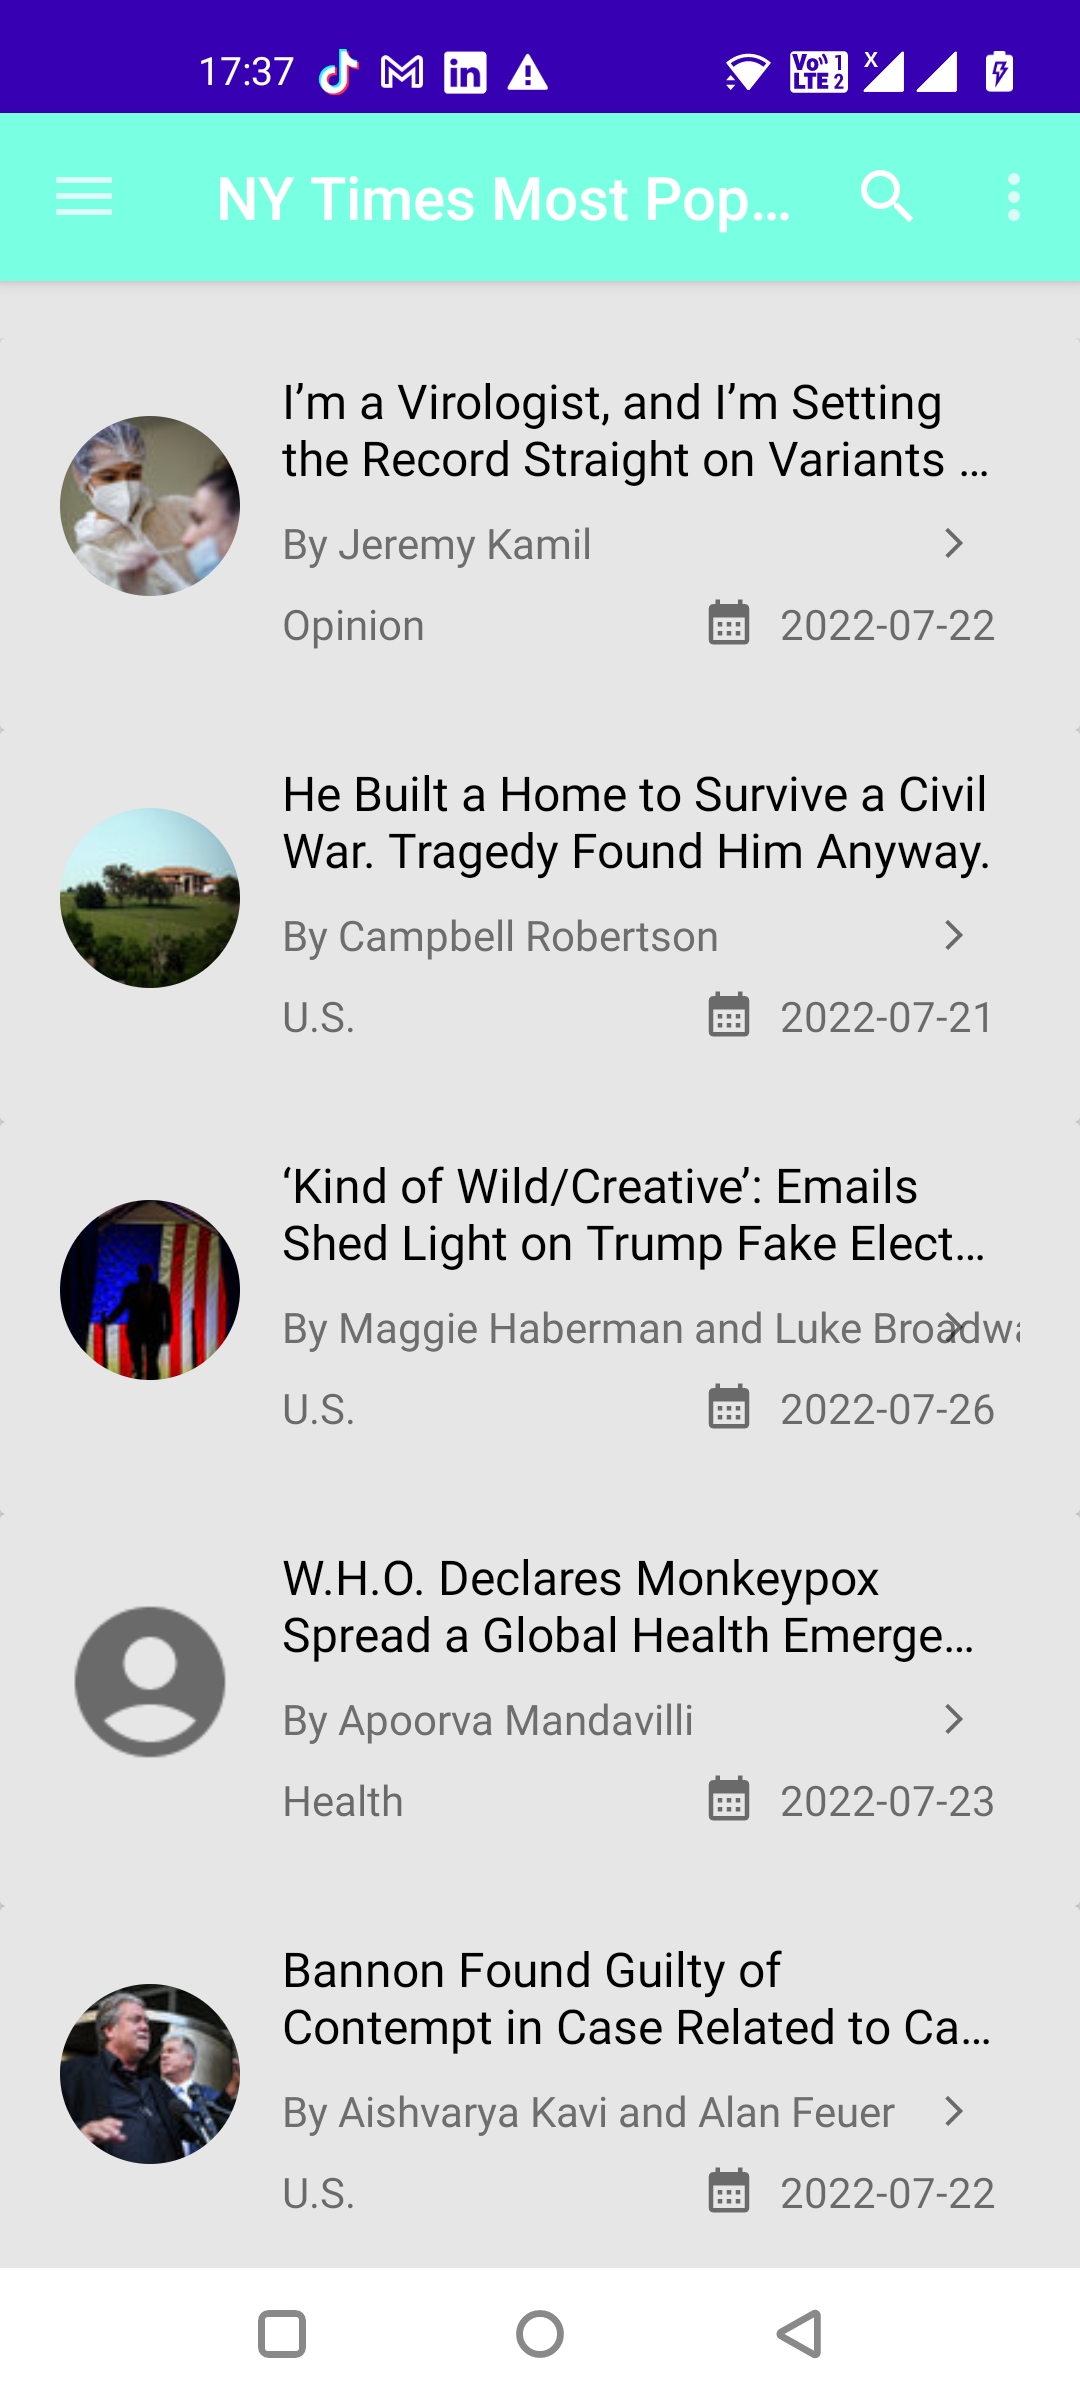 17:37
Vo)) 1
LTE 2
X
NY Times Most Pop...
I’m a Virologist, and I’m Setting
the Record Straight on Variants ...
By Jeremy Kamil
Opinion
2022-07-22
He Built a Home to Survive a Civil
War. Tragedy Found Him Anyway.
By Campbell Robertson
U.S.
2022-07-21
‘Kind of Wild/Creative’: Emails
Shed Light on Trump Fake Elect...
By Maggie Haberman and Luke Broadwa
U.S.
2022-07-26
W.H.O. Declares Monkeypox
Spread a Global Health Emerge...
By Apoorva Mandavilli
Health
2022-07-23
Bannon Found Guilty of
Contempt in Case Related to Ca...
By Aishvarya Kavi and Alan Feuer
U.S.
2022-07-22